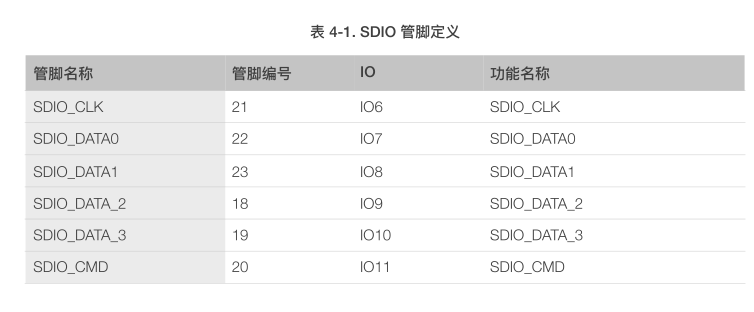 表 4-1. SDIO 管脚定义
管脚名称 管脚编号 IO 功能名称
SDIO_CLK 21 IO6 SDIO_CLK
SDIO_DATA0 22 IO7 SDIO_DATA0
SDIO_DATA1 23 IO8 SDIO_DATA1
SDIO_DATA_2 18 IO9 SDIO_DATA_2
SDIO_DATA_3 19 IO10 SDIO_DATA_3
SDIO_CMD 20 IO11 SDIO_CMD